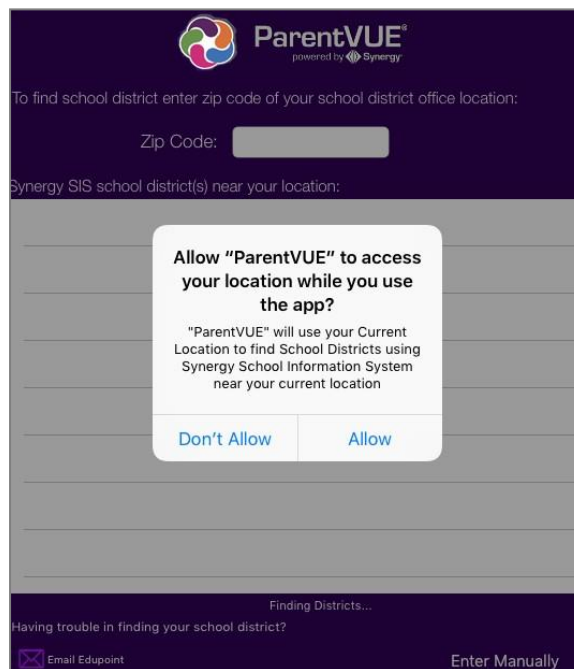 ParentVUE®
powered by Synergy
To find school district enter zip code of your school district office location:
Zip Code:
Synergy SIS school district(s) near your location:
Allow “ParentVUE” to access
your location while you use
the app?
"ParentVUE" will use your Current
Location to find School Districts using
Synergy School Information System
near your current location
Don’t Allow Allow
Finding Districts...
Having trouble in finding your school district?
Email Edupoint Enter Manually